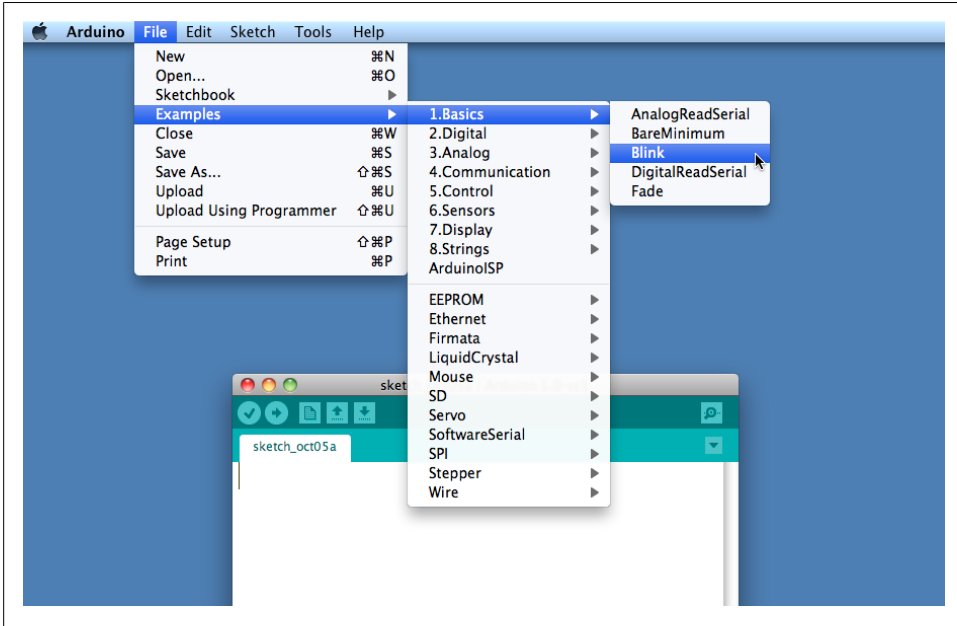 Arduino File Edit Sketch Tools Help
New ⌘N
Open... ⌘O
Sketchbook
Examples
Close ⌘W
Save ⌘S
Save As... ⇧⌘S
Upload ⌘U
Upload Using Programmer ⇧⌘U
Page Setup ⇧⌘P
Print ⌘P
1.Basics
2.Digital
3.Analog
4.Communication
5.Control
6.Sensors
7.Display
8.Strings
ArduinoISP
EEPROM
Ethernet
Firmata
LiquidCrystal
Mouse
SD
Servo
SoftwareSerial
SPI
Stepper
Wire
AnalogReadSerial
BareMinimum
Blink
DigitalReadSerial
Fade
sket
sketch_oct05a